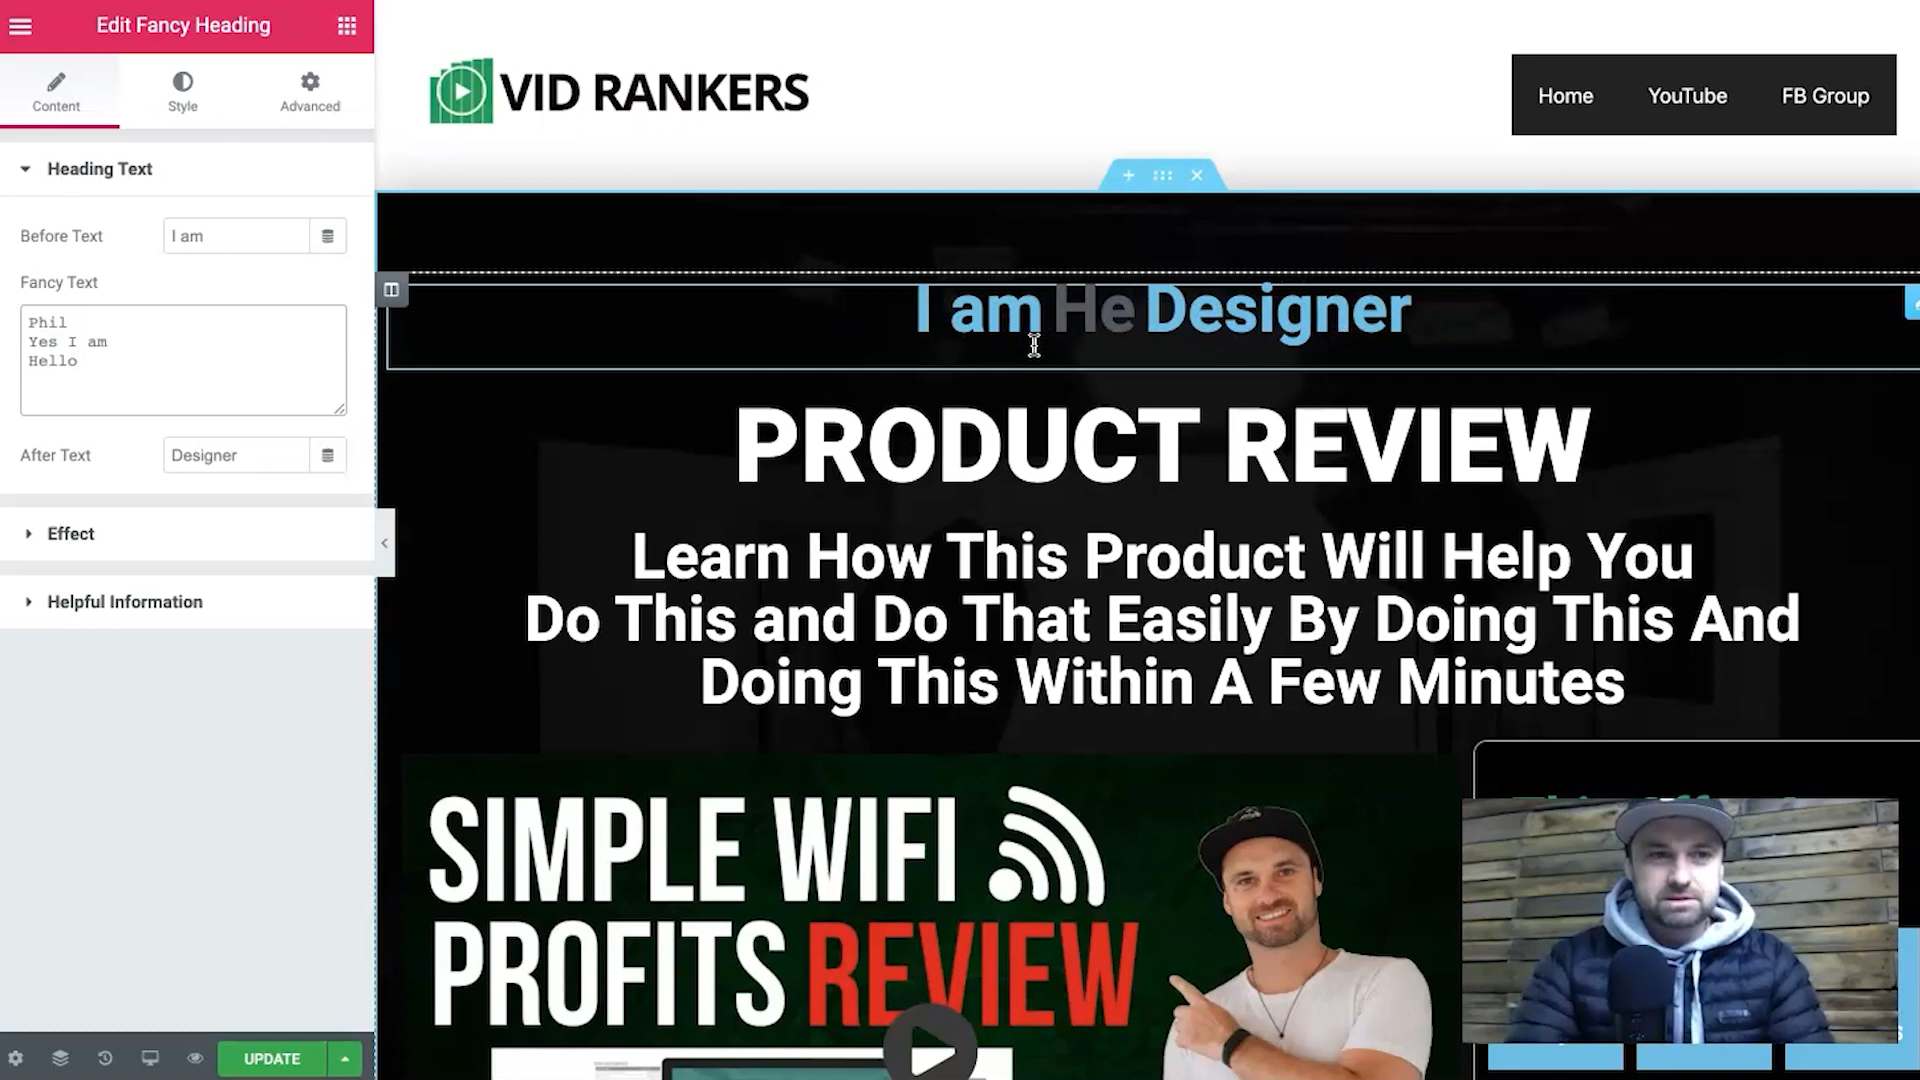 Edit Fancy Heading
Content
Style
Advanced
Heading Text
Before Text
I am
Fancy Text
Phil
Yes I am
Hello
After Text
Designer
Effect
Helpful Information
UPDATE
VID RANKERS
Home
YouTube
FB Group
I am He Designer
PRODUCT REVIEW
Learn How This Product Will Help You
Do This and Do That Easily By Doing This And
Doing This Within A Few Minutes
SIMPLE WIFI
PROFITS REVIEW